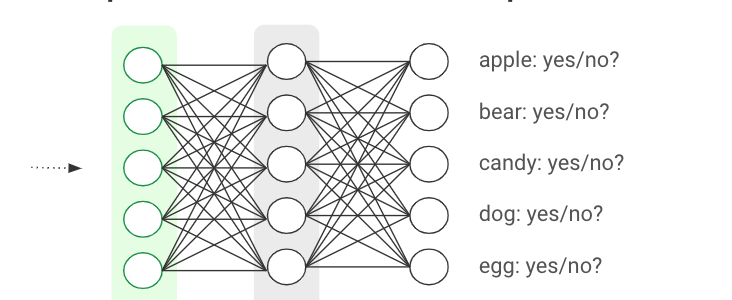 apple: yes/no?
bear: yes/no?
candy: yes/no?
dog: yes/no?
egg: yes/no?